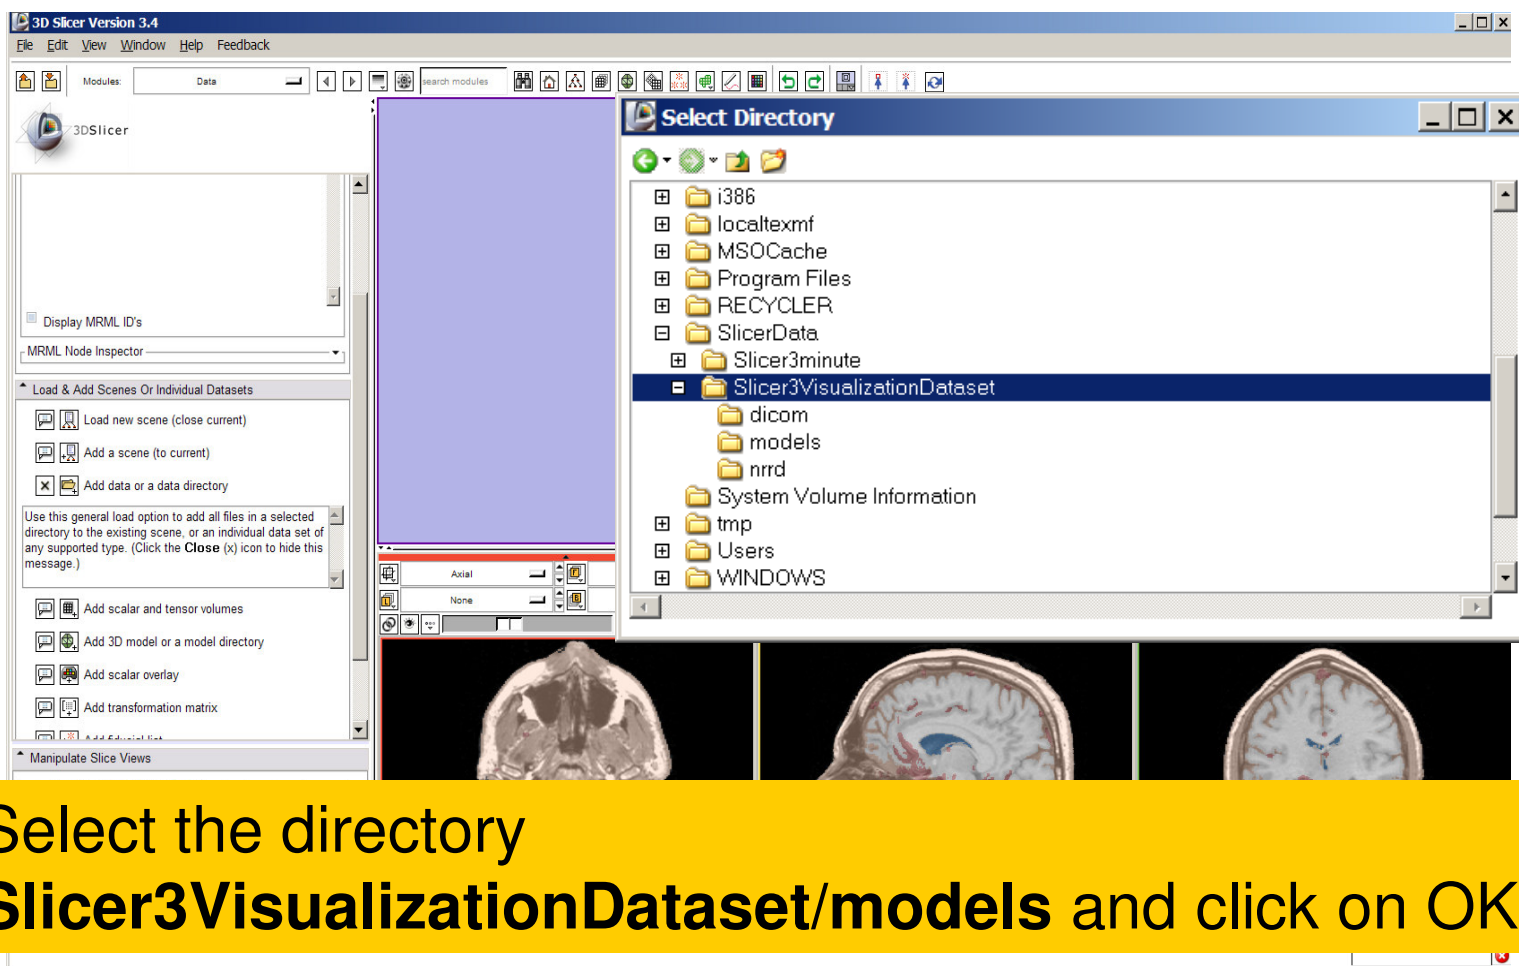 3D Slicer Version 3.4
File Edit View Window Help Feedback
Modules: Data search modules
3DSlicer
Display MRML ID's
MRML Node Inspector
Load & Add Scenes Or Individual Datasets
Load new scene (close current)
Add a scene (to current)
Add data or a data directory
Use this general load option to add all files in a selected
directory to the existing scene, or an individual data set of
any supported type. (Click the Close (x) icon to hide this
message.)
Add scalar and tensor volumes
Add 3D model or a model directory
Add scalar overlay
Add transformation matrix
Add fiducial list
Manipulate Slice Views
Axial
None
Select Directory
i386
localtexmf
MSOCache
Program Files
RECYCLER
SlicerData
Slicer3minute
Slicer3VisualizationDataset
dicom
models
nrrd
System Volume Information
tmp
Users
WINDOWS
Select the directory
Slicer3VisualizationDataset/models and click on OK